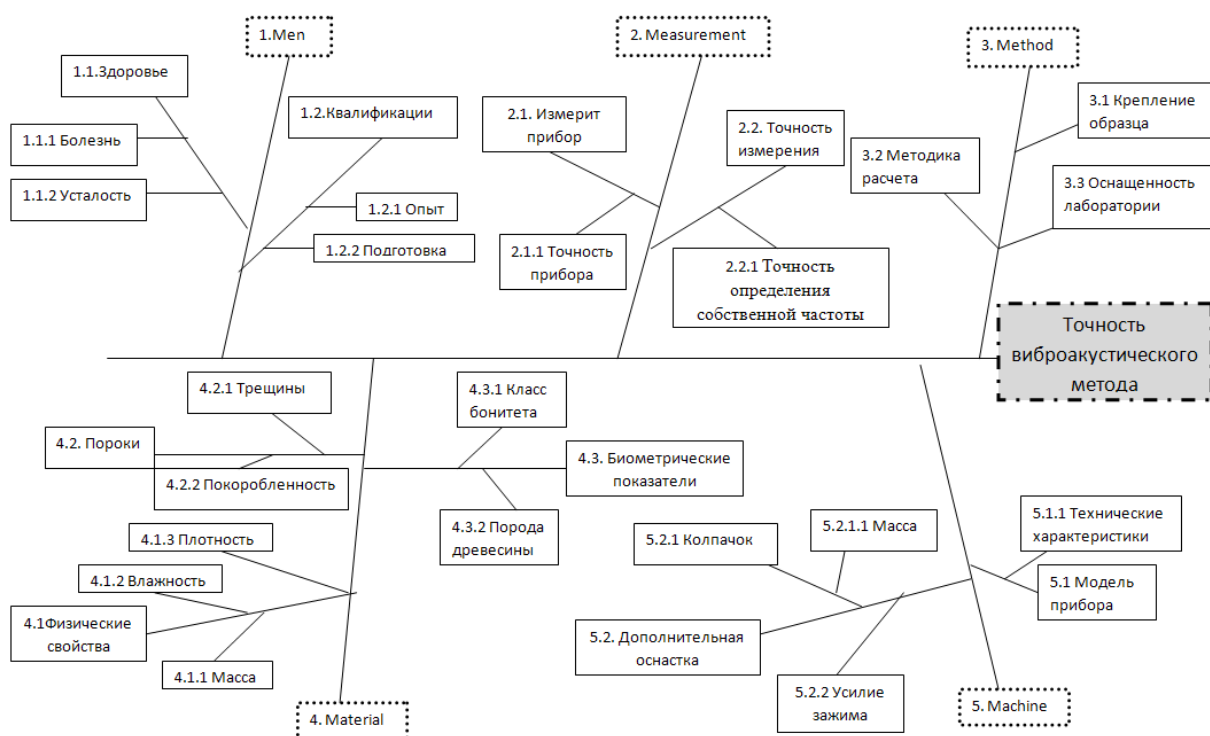 1.Men
2. Measurement
3. Method
1.1.Здоровье
1.2.Квалификации
1.1.1 Болезнь
1.1.2 Усталость
1.2.1 Опыт
1.2.2 Подготовка
2.1. Измерит
прибор
2.2. Точность
измерения
2.1.1 Точность
прибора
2.2.1 Точность
определения
собственной частоты
3.1 Крепление
образца
3.2 Методика
расчета
3.3 Оснащенность
лаборатории
Точность
виброакустического
метода
4.2.1 Трещины
4.3.1 Класс
бонитета
4.2. Пороки
4.2.2 Покоробленность
4.3. Биометрические
показатели
4.3.2 Порода
древесины
4.1.3 Плотность
4.1.2 Влажность
4.1Физические
свойства
4.1.1 Масса
4. Material
5.2.1 Колпачок
5.2.1.1 Масса
5.1.1 Технические
характеристики
5.1 Модель
прибора
5.2. Дополнительная
оснастка
5.2.2 Усилие
зажима
5. Machine